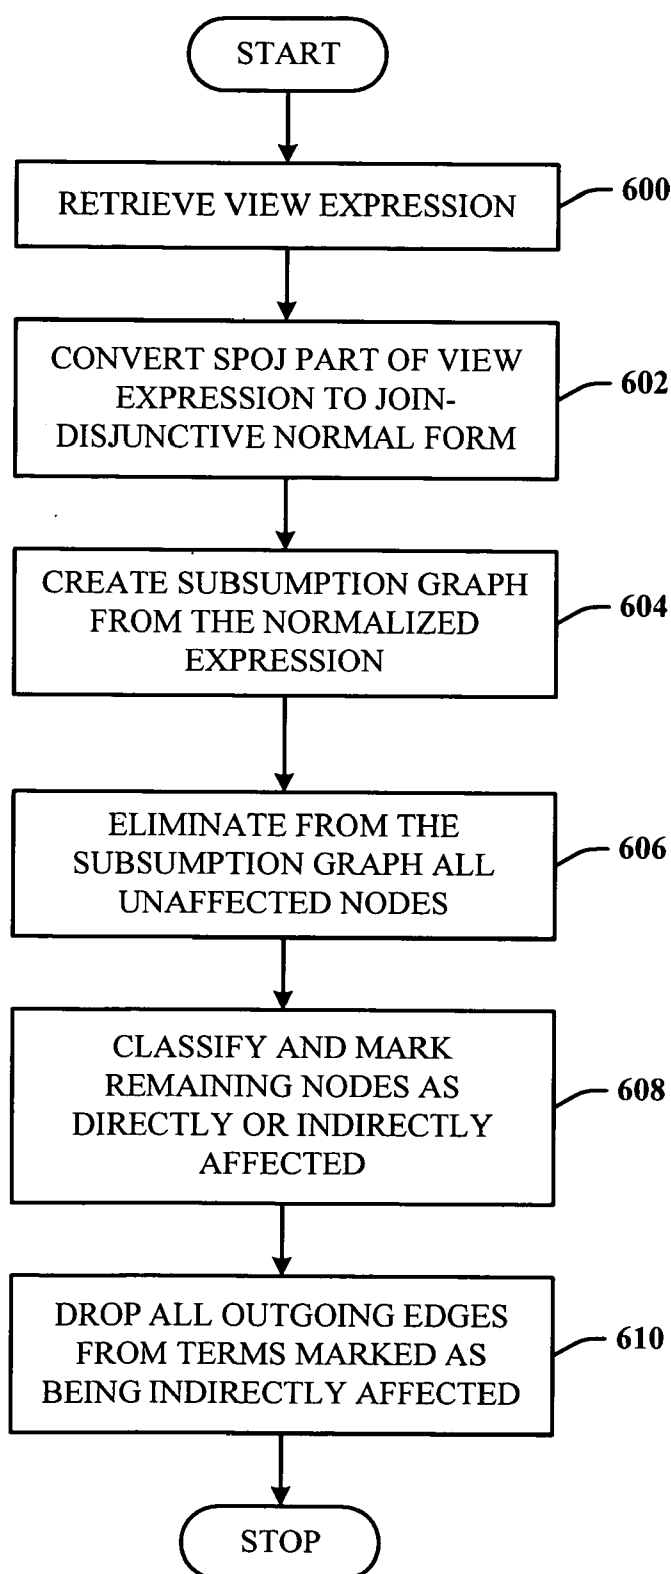 START
RETRIEVE VIEW EXPRESSION
600
CONVERT SPOJ PART OF VIEW
EXPRESSION TO JOIN-
DISJUNCTIVE NORMAL FORM
602
CREATE SUBSUMPTION GRAPH
FROM THE NORMALIZED
EXPRESSION
604
ELIMINATE FROM THE
SUBSUMPTION GRAPH ALL
UNAFFECTED NODES
606
CLASSIFY AND MARK
REMAINING NODES AS
DIRECTLY OR INDIRECTLY
AFFECTED
608
DROP ALL OUTGOING EDGES
FROM TERMS MARKED AS
BEING INDIRECTLY AFFECTED
610
STOP